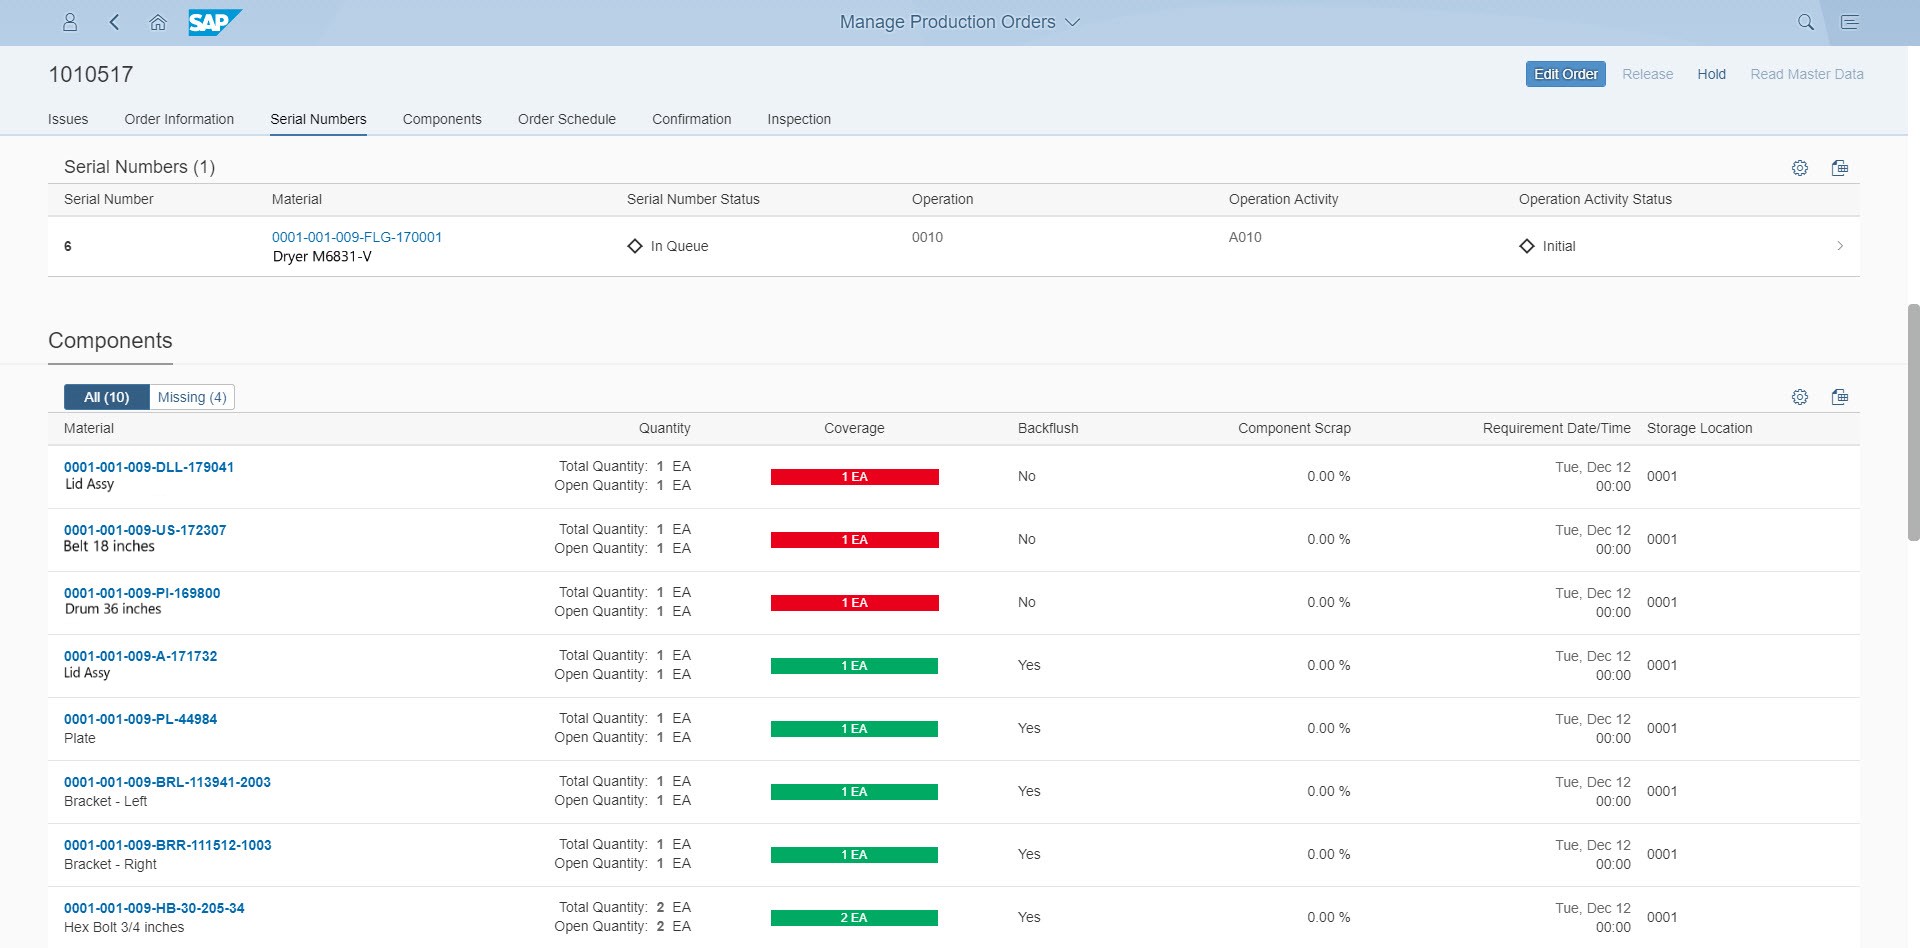 SAP
Manage Production Orders
1010517
Edit Order Release Hold Read Master Data
Issues Order Information Serial Numbers Components Order Schedule Confirmation Inspection
Serial Numbers (1)
Serial Number Material Serial Number Status Operation Operation Activity Operation Activity Status
6 0001-001-009-FLG-170001 In Queue 0010 A010 Initial
Dryer M6831-V
Components
All (10) Missing (4)
Material Quantity Coverage Backflush Component Scrap Requirement Date/Time Storage Location
0001-001-009-DLL-179041 Total Quantity: 1 EA 1 EA No 0.00 % Tue, Dec 12 0001
Lid Assy Open Quantity: 1 EA 00:00
0001-001-009-US-172307 Total Quantity: 1 EA 1 EA No 0.00 % Tue, Dec 12 0001
Belt 18 inches Open Quantity: 1 EA 00:00
0001-001-009-PI-169800 Total Quantity: 1 EA 1 EA No 0.00 % Tue, Dec 12 0001
Drum 36 inches Open Quantity: 1 EA 00:00
0001-001-009-A-171732 Total Quantity: 1 EA 1 EA Yes 0.00 % Tue, Dec 12 0001
Lid Assy Open Quantity: 1 EA 00:00
0001-001-009-PL-44984 Total Quantity: 1 EA 1 EA Yes 0.00 % Tue, Dec 12 0001
Plate Open Quantity: 1 EA 00:00
0001-001-009-BRL-113941-2003 Total Quantity: 1 EA 1 EA Yes 0.00 % Tue, Dec 12 0001
Bracket - Left Open Quantity: 1 EA 00:00
0001-001-009-BRR-111512-1003 Total Quantity: 1 EA 1 EA Yes 0.00 % Tue, Dec 12 0001
Bracket - Right Open Quantity: 1 EA 00:00
0001-001-009-HB-30-205-34 Total Quantity: 2 EA 2 EA Yes 0.00 % Tue, Dec 12 0001
Hex Bolt 3/4 inches Open Quantity: 2 EA 00:00